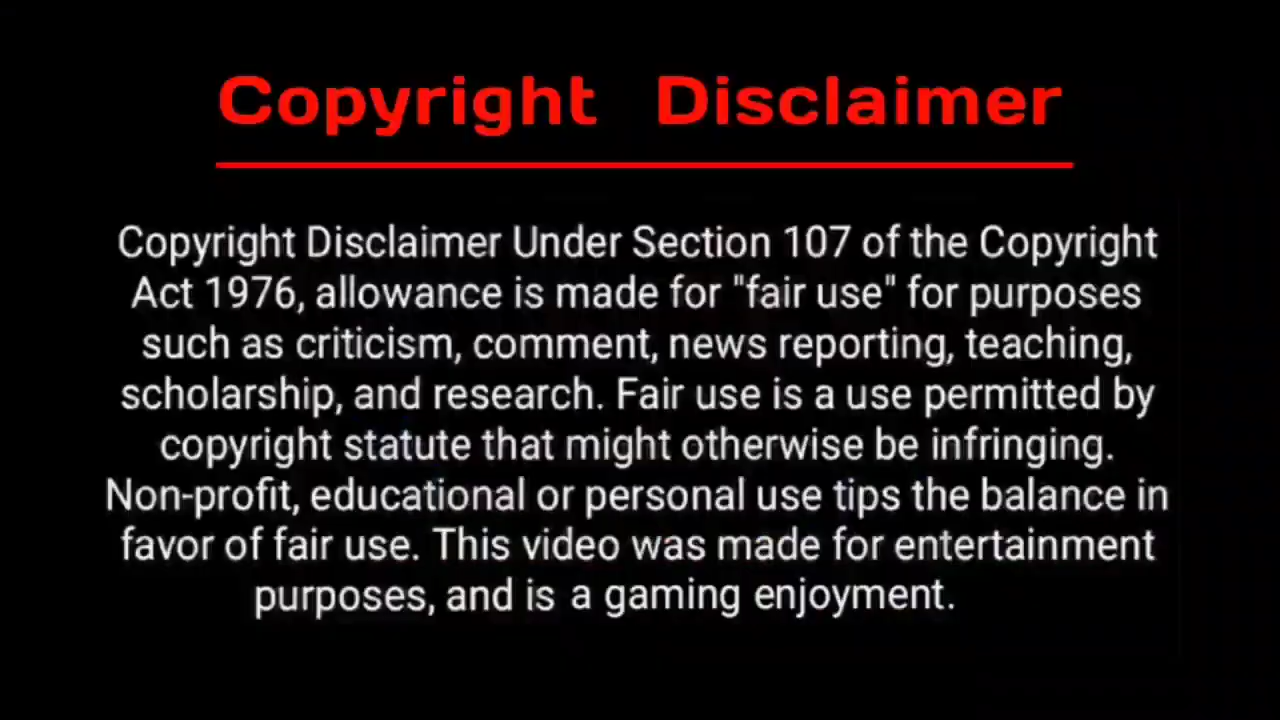 Copyright Disclaimer
Copyright Disclaimer Under Section 107 of the Copyright
Act 1976, allowance is made for "fair use" for purposes
such as criticism, comment, news reporting, teaching,
scholarship, and research. Fair use is a use permitted by
copyright statute that might otherwise be infringing.
Non-profit, educational or personal use tips the balance in
favor of fair use. This video was made for entertainment
purposes, and is a gaming enjoyment.